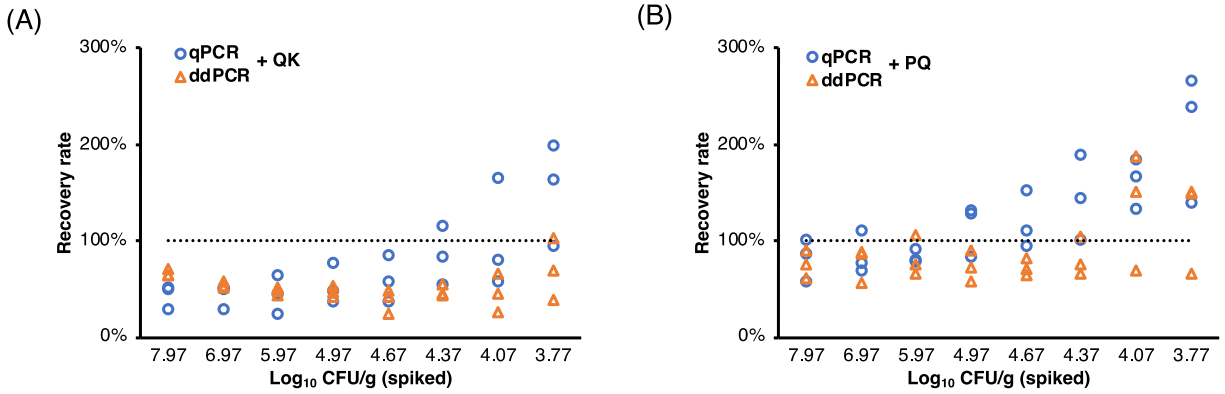 (A)
300%
200%
100%
0%
Recovery rate
qPCR
ddPCR
+ QK
7.97 6.97 5.97 4.97 4.67 4.37 4.07 3.77
Log₁₀ CFU/g (spiked)
(B)
300%
200%
100%
0%
Recovery rate
qPCR
ddPCR
+ PQ
7.97 6.97 5.97 4.97 4.67 4.37 4.07 3.77
Log₁₀ CFU/g (spiked)